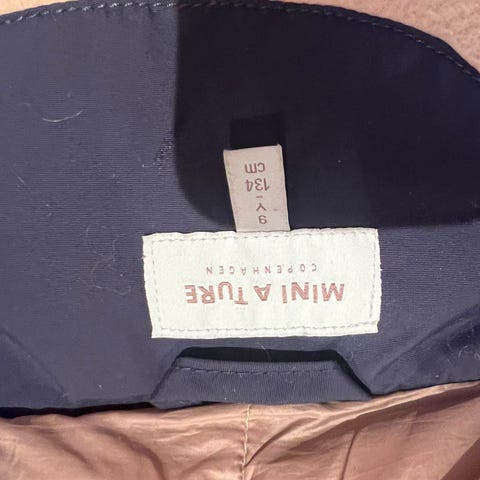 MINI A TURE
COPENHAGEN
9
Y
-
134
CM